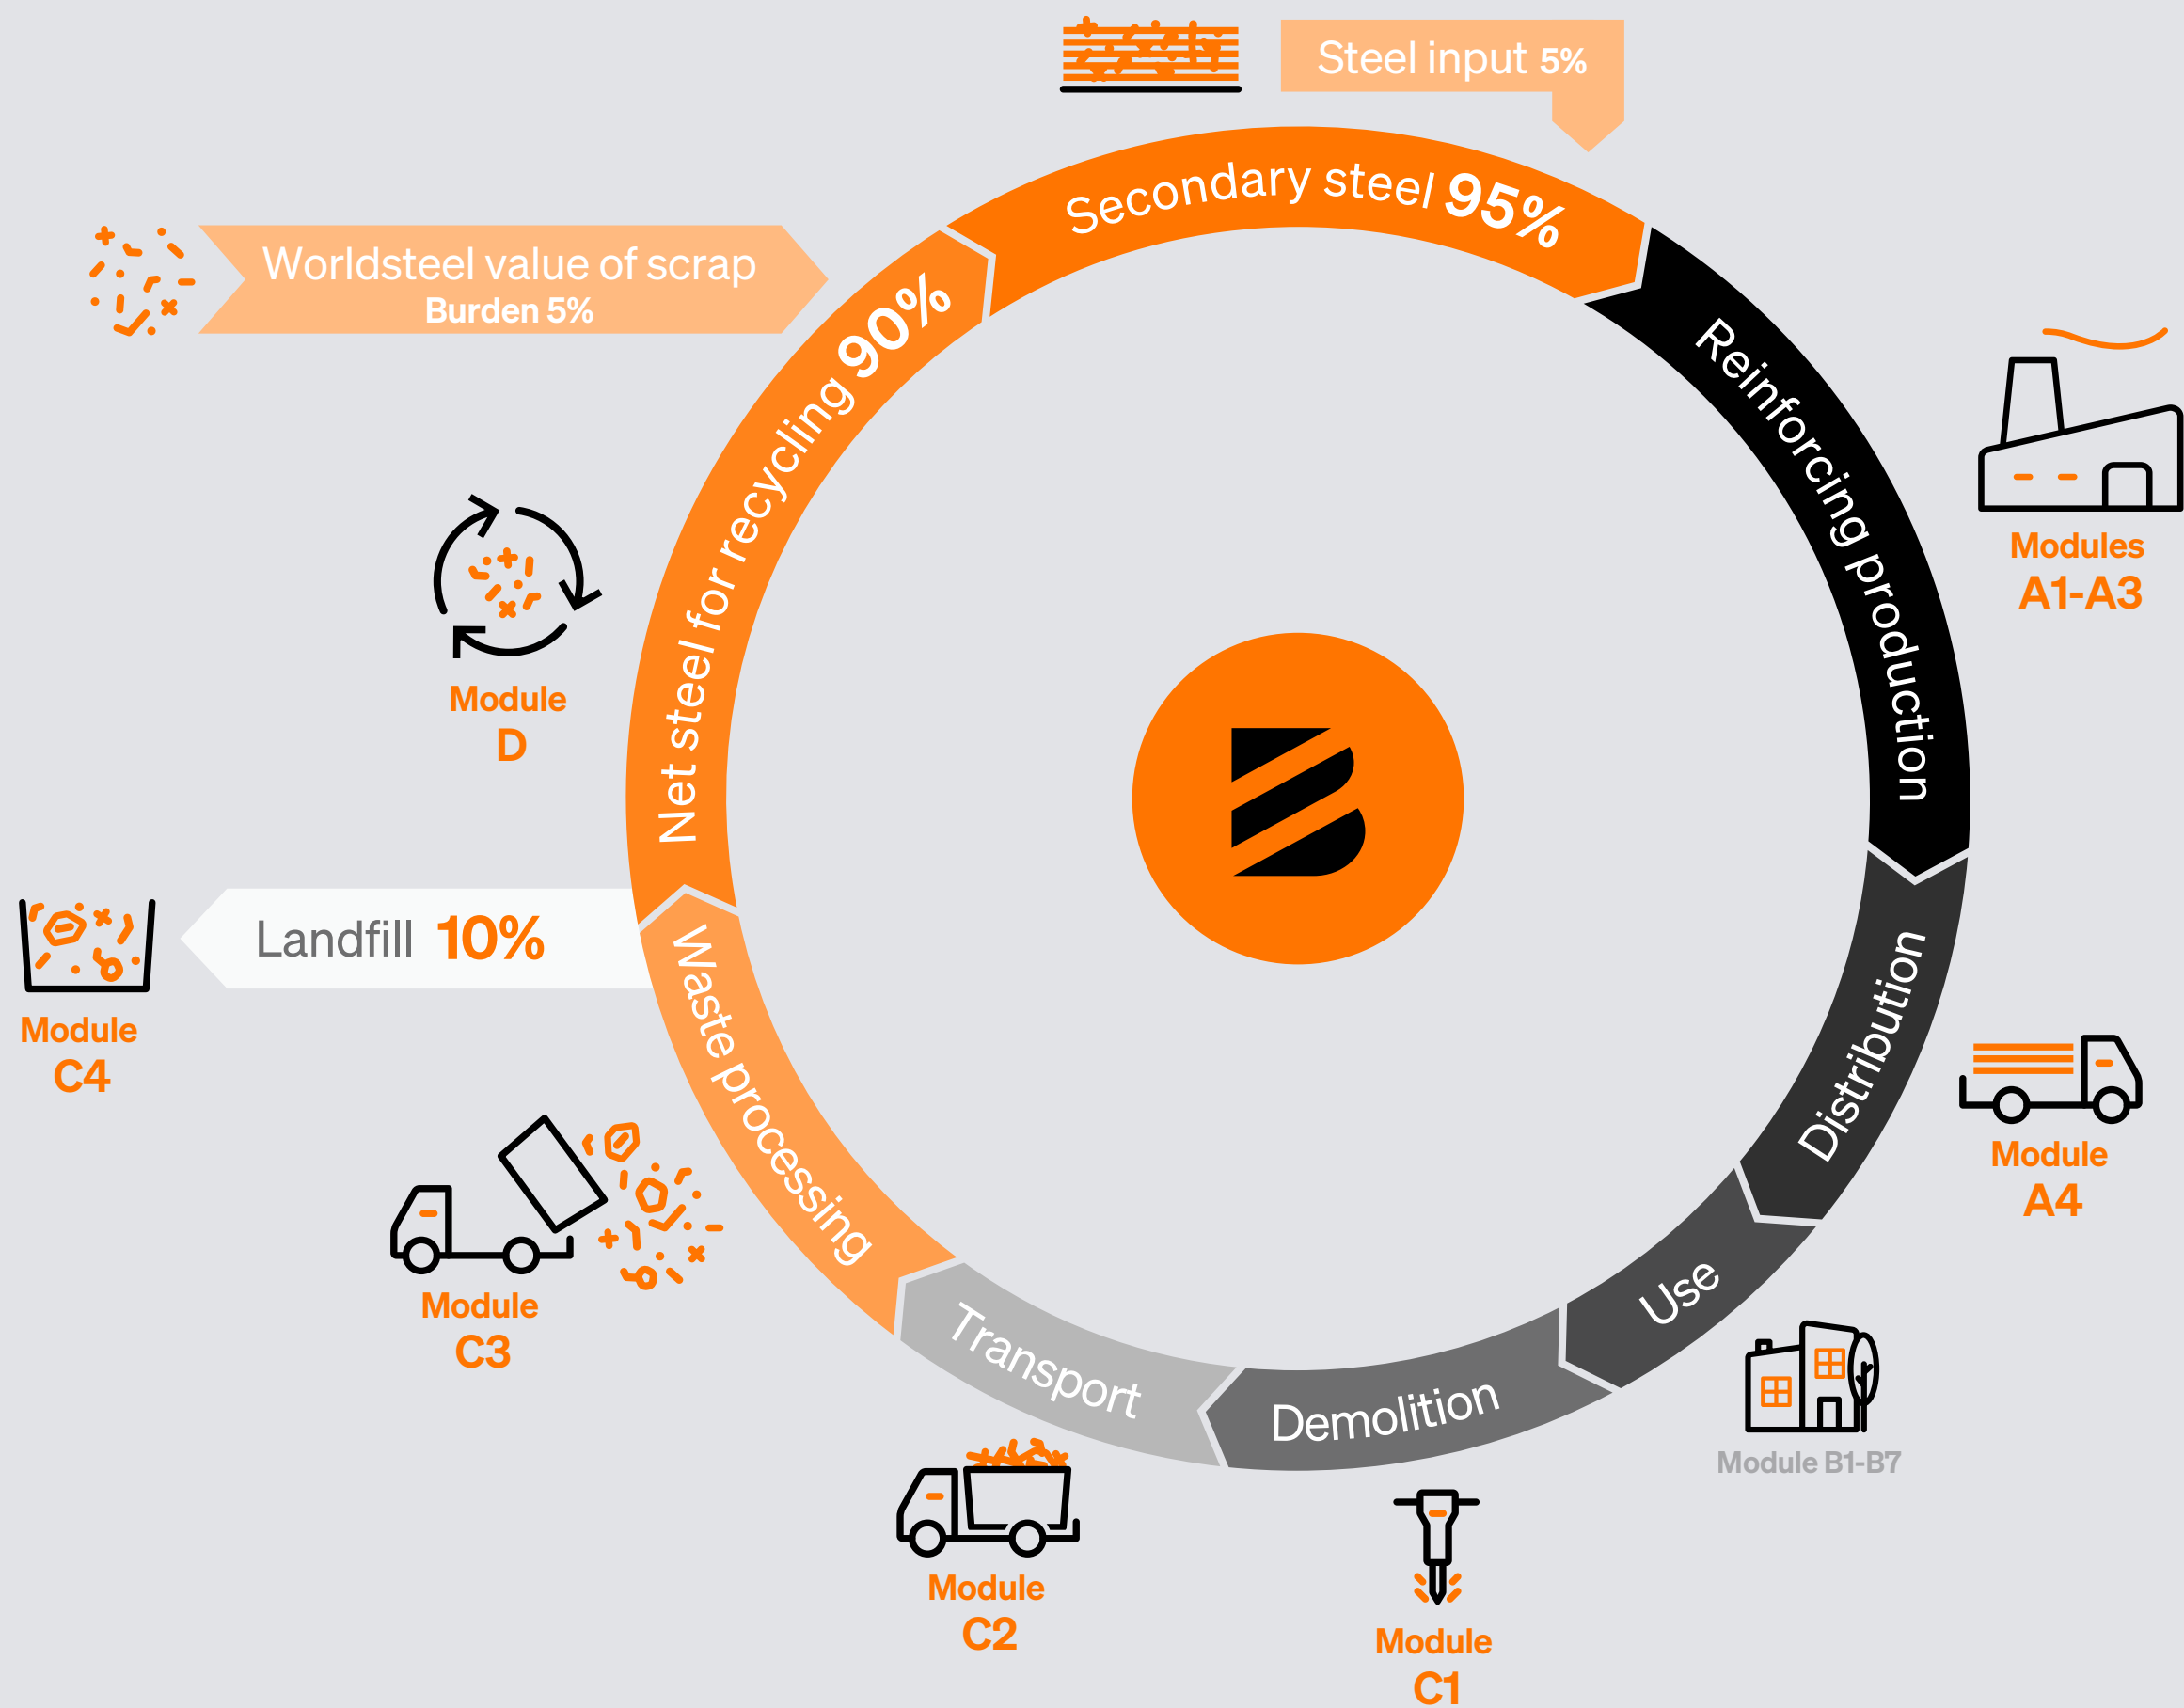 Steel input 5%
Secondary steel 95%
Worldsteel value of scrap
Burden 5%
Net steel for recycling 90%
Reinforcing production
Modules
A1-A3
Module
D
Landfill 10%
Module
C4
Waste processing
Distribution
Module
A4
Module
C3
Use
Module B1-B7
Transport
Demolition
Module
C2
Module
C1
B